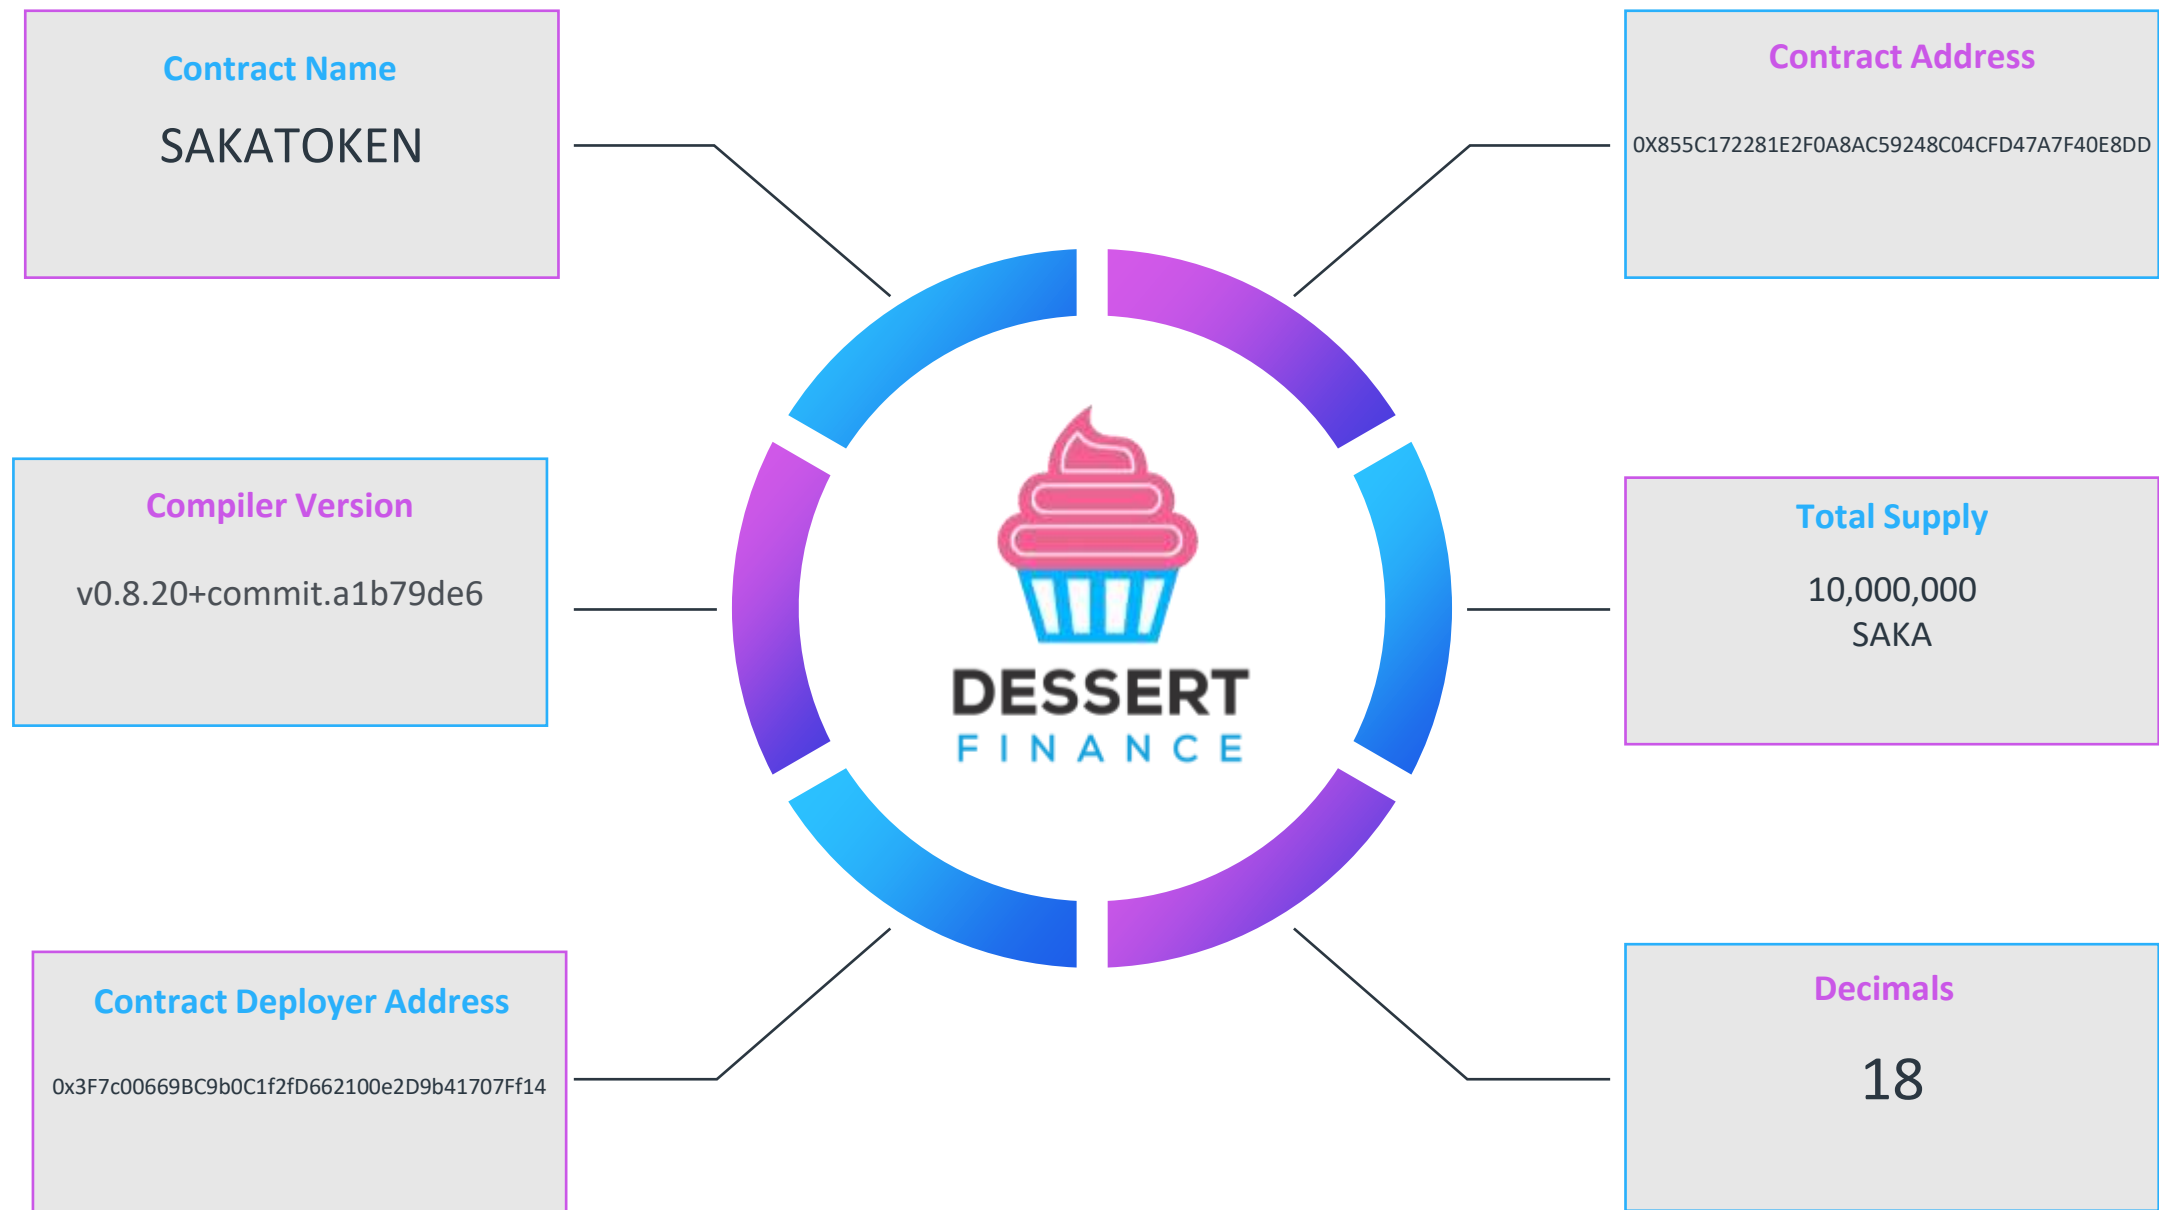 Contract Name
SAKATOKEN
Contract Address
0X855C172281E2F0A8AC59248C04CFD47A7F40E8DD
Compiler Version
v0.8.20+commit.a1b79de6
DESSERT
FINANCE
Total Supply
10,000,000
SAKA
Contract Deployer Address
0x3F7c00669BC9b0C1f2fD662100e2D9b41707Ff14
Decimals
18